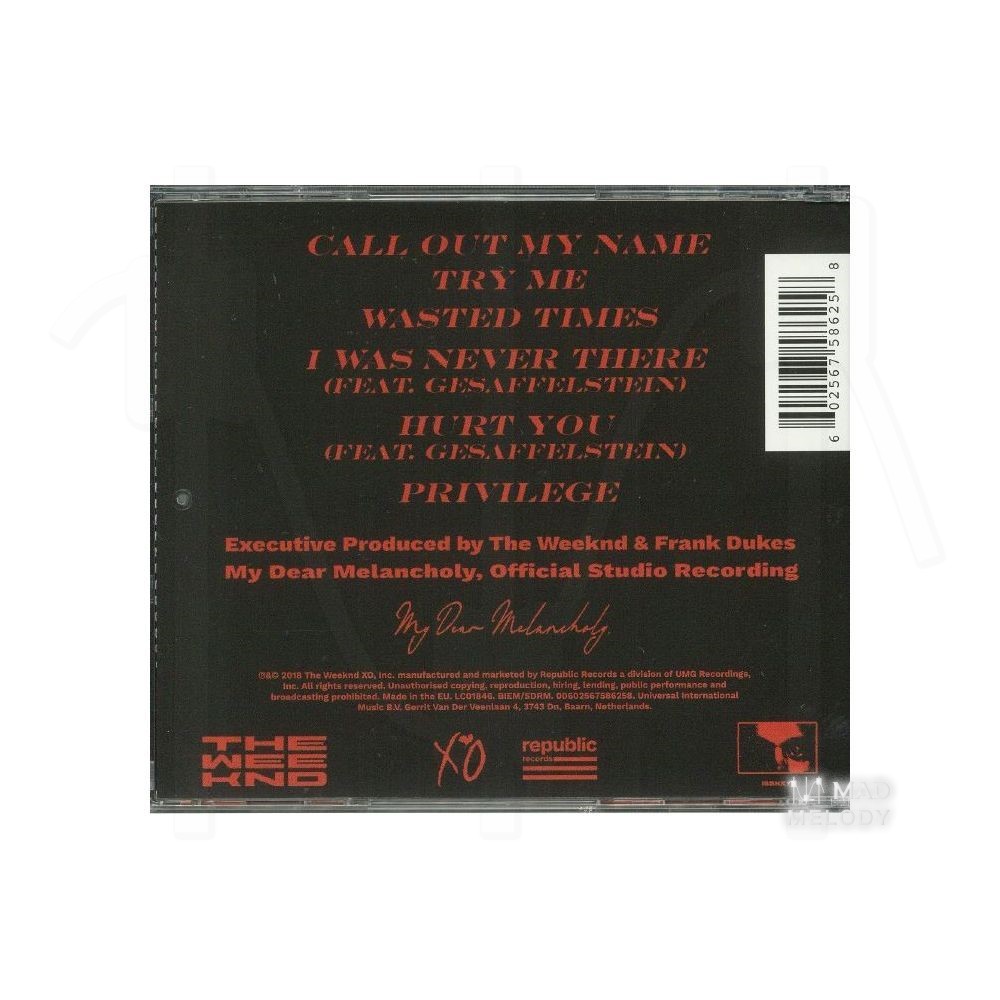 CALL OUT MY NAME
TRY ME
WASTED TIMES
I WAS NEVER THERE
(FEAT. GESAFFELSTEIN)
HURT YOU
(FEAT. GESAFFELSTEIN)
PRIVILEGE
6 02567 58625 8
Executive Produced by The Weeknd & Frank Dukes
My Dear Melancholy, Official Studio Recording
My Dear Melancholy,
℗&© 2018 The Weeknd XO, Inc. manufactured and marketed by Republic Records a division of UMG Recordings,
Inc. All rights reserved. Unauthorised copying, reproduction, hiring, lending, public performance and
broadcasting prohibited. Made in the EU. LC01846. BIEM/SDRM. 00602567586258. Universal International
Music B.V. Gerrit Van Der Veenlaan 4, 3743 Dn, Baarn, Netherlands.
THE
WEE
KND
XO
republic
records
MAD
MELODY